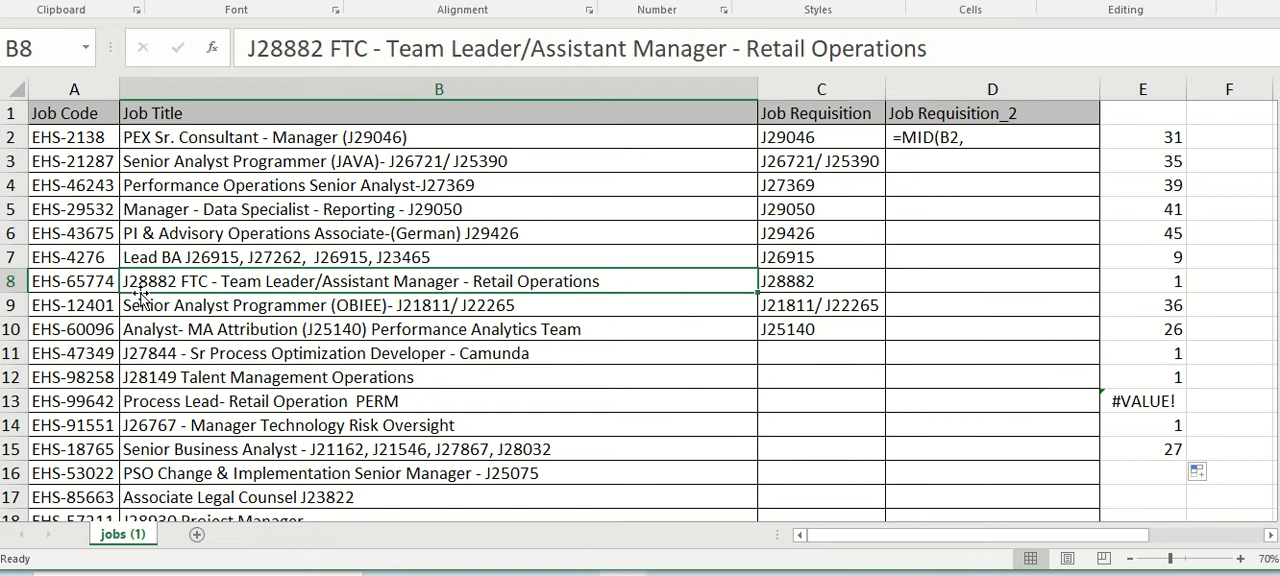 Clipboard Font Alignment Number Styles Cells Editing
B8 fx J28882 FTC - Team Leader/Assistant Manager - Retail Operations
A B C D E F
1 Job Code Job Title Job Requisition Job Requisition_2
2 EHS-2138 PEX Sr. Consultant - Manager (J29046) J29046 =MID(B2, 31
3 EHS-21287 Senior Analyst Programmer (JAVA)- J26721/ J25390 J26721/ J25390 35
4 EHS-46243 Performance Operations Senior Analyst-J27369 J27369 39
5 EHS-29532 Manager - Data Specialist - Reporting - J29050 J29050 41
6 EHS-43675 PI & Advisory Operations Associate-(German) J29426 J29426 45
7 EHS-4276 Lead BA J26915, J27262,  J26915, J23465 J26915 9
8 EHS-65774 J28882 FTC - Team Leader/Assistant Manager - Retail Operations J28882 1
9 EHS-12401 Senior Analyst Programmer (OBIEE)- J21811/ J22265 J21811/ J22265 36
10 EHS-60096 Analyst- MA Attribution (J25140) Performance Analytics Team J25140 26
11 EHS-47349 J27844 - Sr Process Optimization Developer - Camunda 1
12 EHS-98258 J28149 Talent Management Operations 1
13 EHS-99642 Process Lead- Retail Operation  PERM #VALUE!
14 EHS-91551 J26767 - Manager Technology Risk Oversight 1
15 EHS-18765 Senior Business Analyst - J21162, J21546, J27867, J28032 27
16 EHS-53022 PSO Change & Implementation Senior Manager - J25075
17 EHS-85663 Associate Legal Counsel J23822
18 EHS-57211 J28930 Project Manager
jobs (1)
Ready 70%